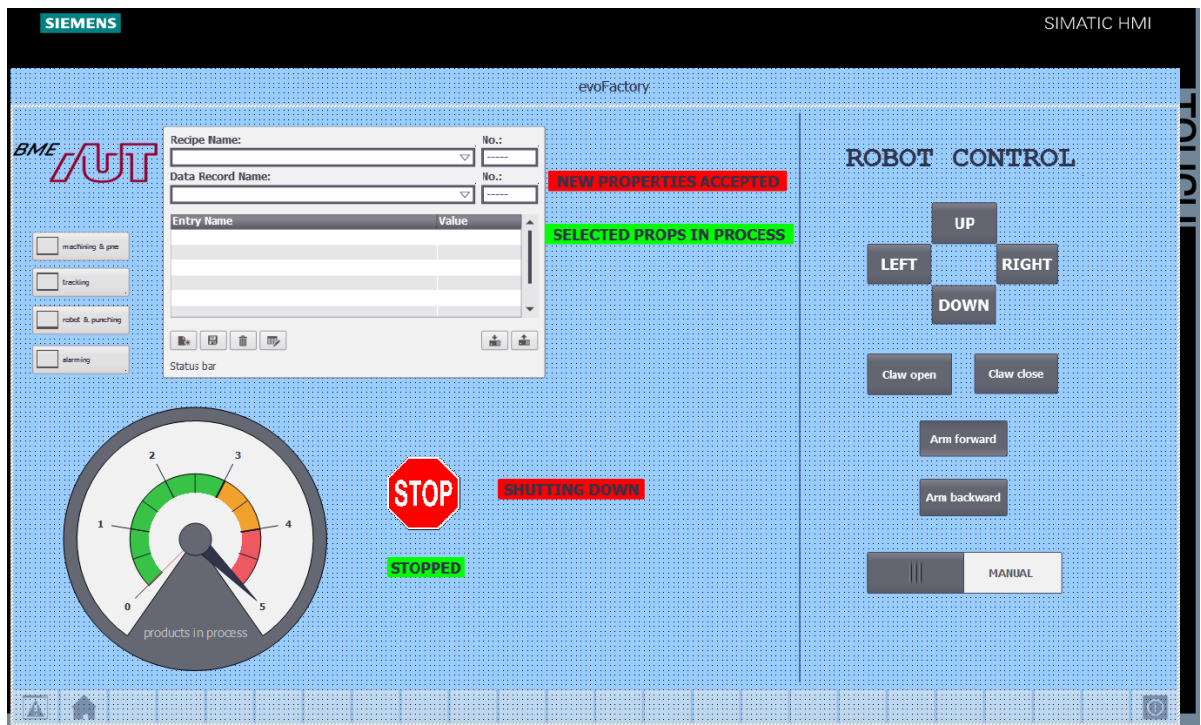 SIEMENS
SIMATIC HMI
TOUCH
evoFactory
BME
AUT
Recipe Name:
No.:
-----
Data Record Name:
No.:
-----
Entry Name
Value
Status bar
NEW PROPERTIES ACCEPTED
SELECTED PROPS IN PROCESS
machining & pne
tracking
robot & punching
alarming
0
1
2
3
4
5
products in process
STOP
SHUTTING DOWN
STOPPED
ROBOT CONTROL
UP
LEFT
RIGHT
DOWN
Claw open
Claw close
Arm forward
Arm backward
MANUAL